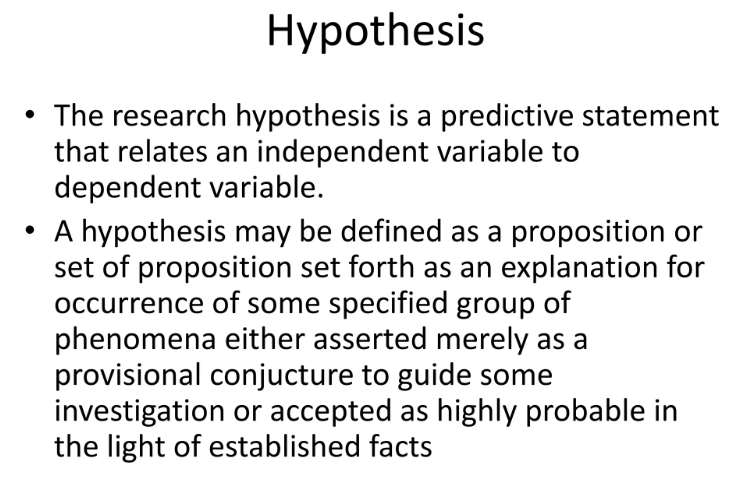 Hypothesis
• The research hypothesis is a predictive statement
that relates an independent variable to
dependent variable.
• A hypothesis may be defined as a proposition or
set of proposition set forth as an explanation for
occurrence of some specified group of
phenomena either asserted merely as a
provisional conjucture to guide some
investigation or accepted as highly probable in
the light of established facts